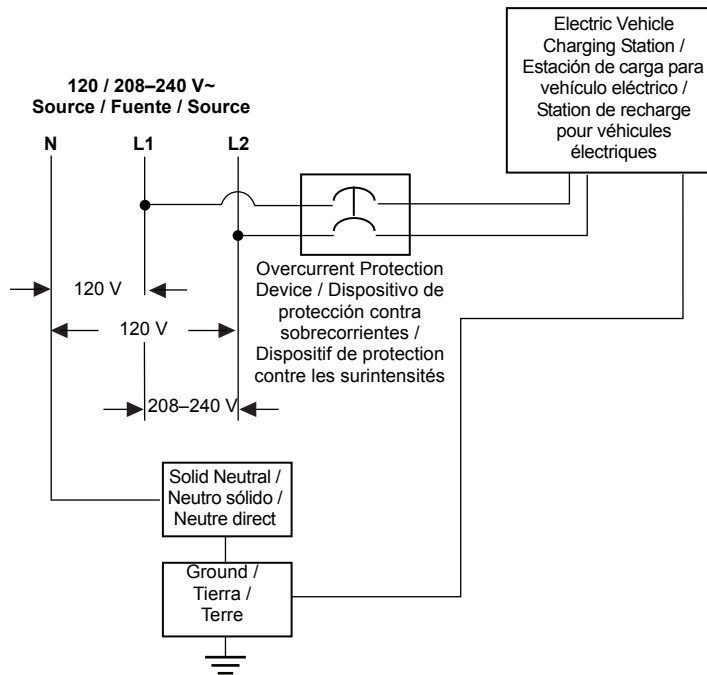 Electric Vehicle
Charging Station /
Estación de carga para
vehículo eléctrico /
Station de recharge
pour véhicules
électriques
120 / 208–240 V~
Source / Fuente / Source
N
L1
L2
Overcurrent Protection
Device / Dispositivo de
protección contra
sobrecorrientes /
Dispositif de protection
contre les surintensités
120 V
120 V
208–240 V
Solid Neutral /
Neutro sólido /
Neutre direct
Ground /
Tierra /
Terre